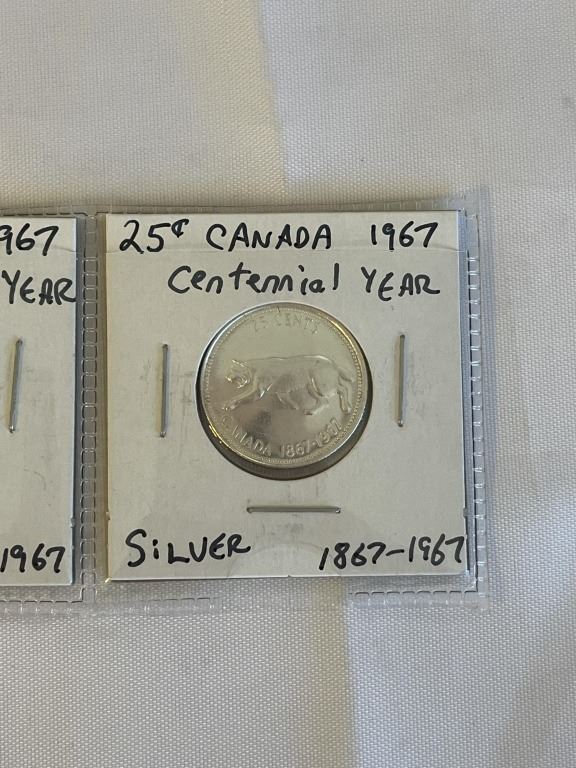 967
YEAR
1967
25¢ CANADA 1967
Centennial YEAR
25 CENTS
CANADA 1867-1967
SILVER 1867-1967